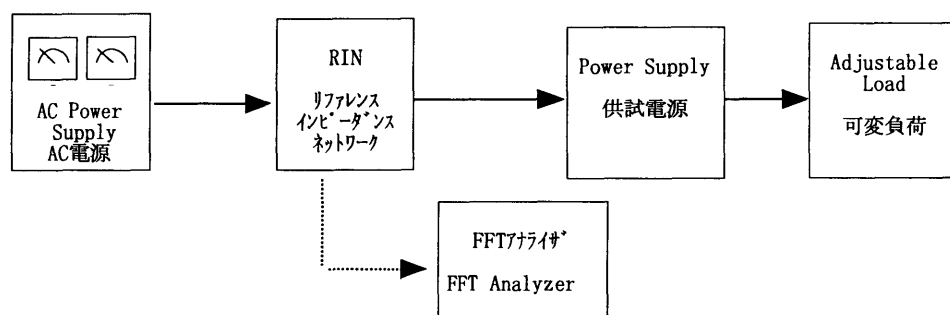 AC Power
Supply
AC電源
RIN
リファレンス
インピーダンス
ネットワーク
Power Supply
供試電源
Adjustable
Load
可変負荷
FFTアナライザ
FFT Analyzer